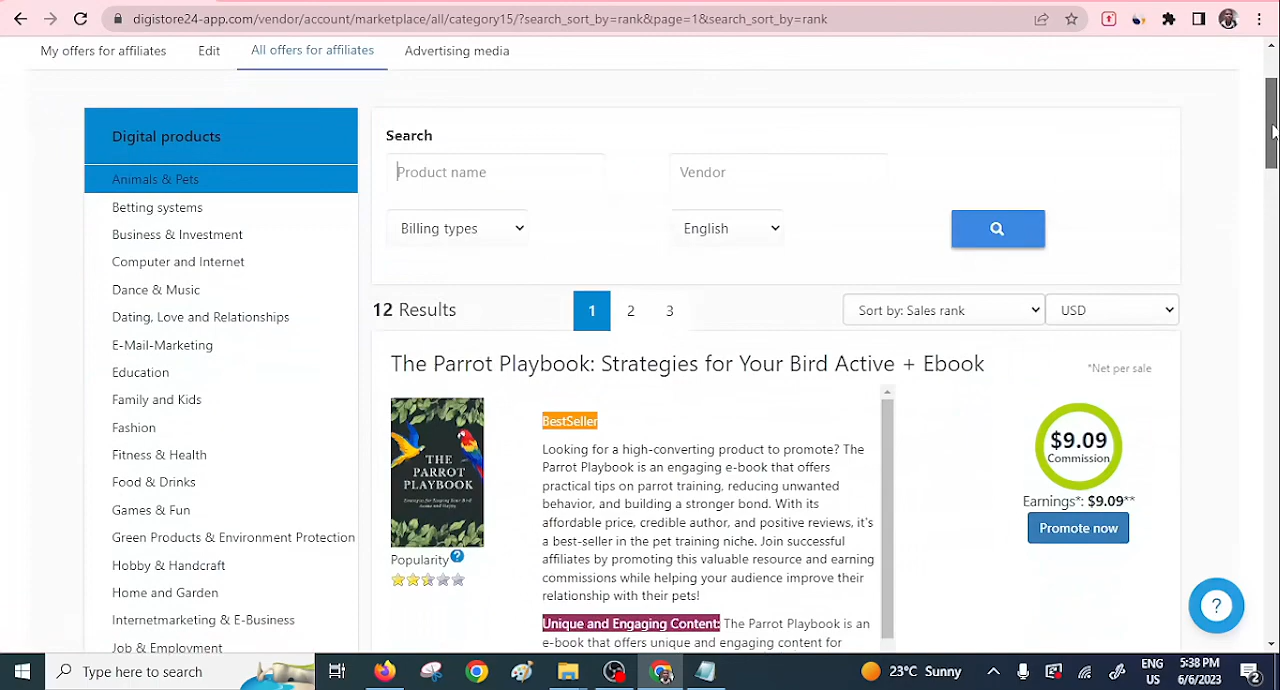 digistore24-app.com/vendor/account/marketplace/all/category15/?search_sort_by=rank&page=1&search_sort_by=rank
My offers for affiliates
Edit
All offers for affiliates
Advertising media
Digital products
Animals & Pets
Betting systems
Business & Investment
Computer and Internet
Dance & Music
Dating, Love and Relationships
E-Mail-Marketing
Education
Family and Kids
Fashion
Fitness & Health
Food & Drinks
Games & Fun
Green Products & Environment Protection
Hobby & Handcraft
Home and Garden
Internetmarketing & E-Business
Job & Employment
Search
Product name
Vendor
Billing types
English
12 Results
1 2 3
Sort by: Sales rank
USD
The Parrot Playbook: Strategies for Your Bird Active + Ebook
*Net per sale
THE
PARROT
PLAYBOOK
Popularity
BestSeller
Looking for a high-converting product to promote? The
Parrot Playbook is an engaging e-book that offers
practical tips on parrot training, reducing unwanted
behavior, and building a stronger bond. With its
affordable price, credible author, and positive reviews, it's
a best-seller in the pet training niche. Join successful
affiliates by promoting this valuable resource and earning
commissions while helping your audience improve their
relationship with their pets!
Unique and Engaging Content: The Parrot Playbook is an
e-book that offers unique and engaging content for
$9.09
Commission
Earnings*: $9.09**
Promote now
?
Type here to search
23°C Sunny
ENG
US
5:38 PM
6/6/2023
2